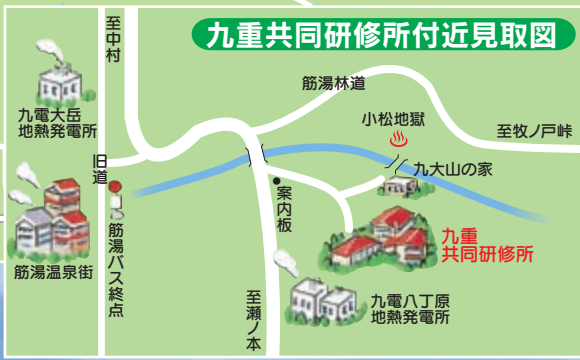 九重共同研修所付近見取図
至中村
九電大岳
地熱発電所
筋湯林道
小松地獄
至牧ノ戸峠
旧道
九大山の家
案内板
筋湯温泉街
筋湯バス終点
九重
共同研修所
至瀬ノ本
九電八丁原
地熱発電所